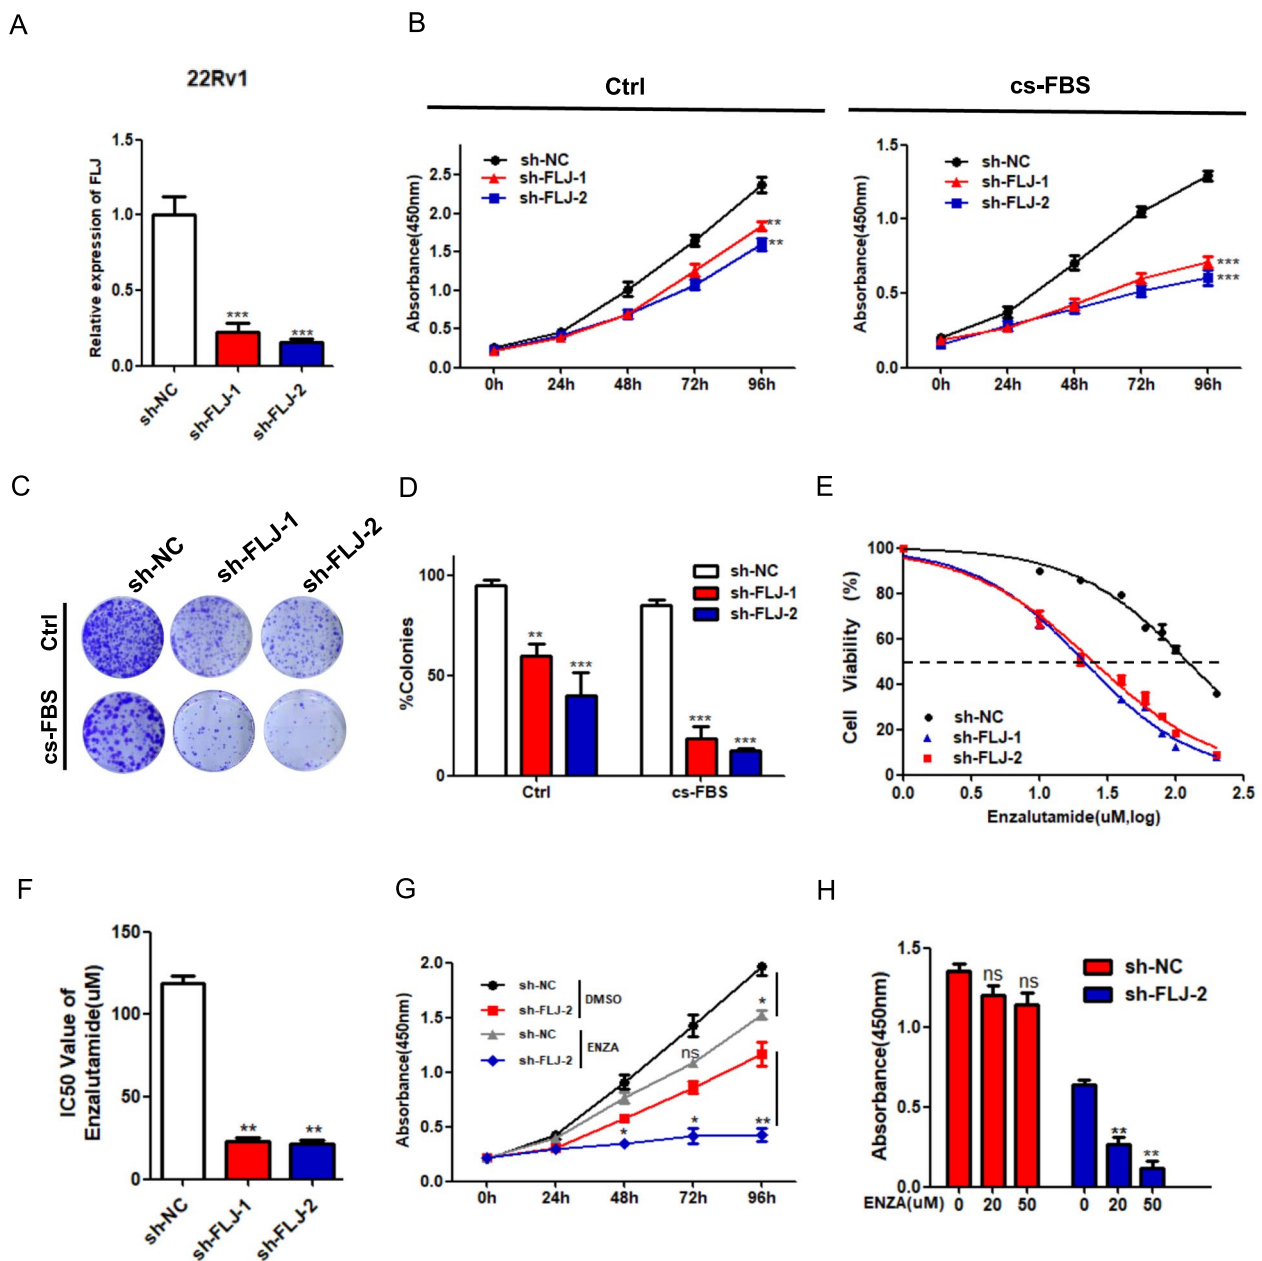 A
22Rv1
Relative expression of FLJ
1.5
1.0
0.5
0.0
***
***
sh-NC
sh-FLJ-1
sh-FLJ-2
B
Ctrl
Absorbance(450nm)
2.5
2.0
1.5
1.0
0.5
0.0
sh-NC
sh-FLJ-1
sh-FLJ-2
**
**
0h 24h 48h 72h 96h
cs-FBS
Absorbance(450nm)
1.5
1.0
0.5
0.0
sh-NC
sh-FLJ-1
sh-FLJ-2
***
***
0h 24h 48h 72h 96h
C
sh-NC
sh-FLJ-1
sh-FLJ-2
Ctrl
cs-FBS
D
%Colonies
100
50
0
sh-NC
sh-FLJ-1
sh-FLJ-2
**
***
***
***
Ctrl cs-FBS
E
Cell Viability (%)
100
80
60
40
20
0
sh-NC
sh-FLJ-1
sh-FLJ-2
0.0 0.5 1.0 1.5 2.0 2.5
Enzalutamide(uM,log)
F
IC50 Value of
Enzalutamide(uM)
150
100
50
0
**
**
sh-NC
sh-FLJ-1
sh-FLJ-2
G
Absorbance(450nm)
2.0
1.5
1.0
0.5
0.0
sh-NC
sh-FLJ-2
DMSO
sh-NC
sh-FLJ-2
ENZA
*
ns
*
*
**
0h 24h 48h 72h 96h
H
Absorbance(450nm)
1.5
1.0
0.5
0.0
ns ns
sh-NC
sh-FLJ-2
**
**
ENZA(uM) 0 20 50 0 20 50